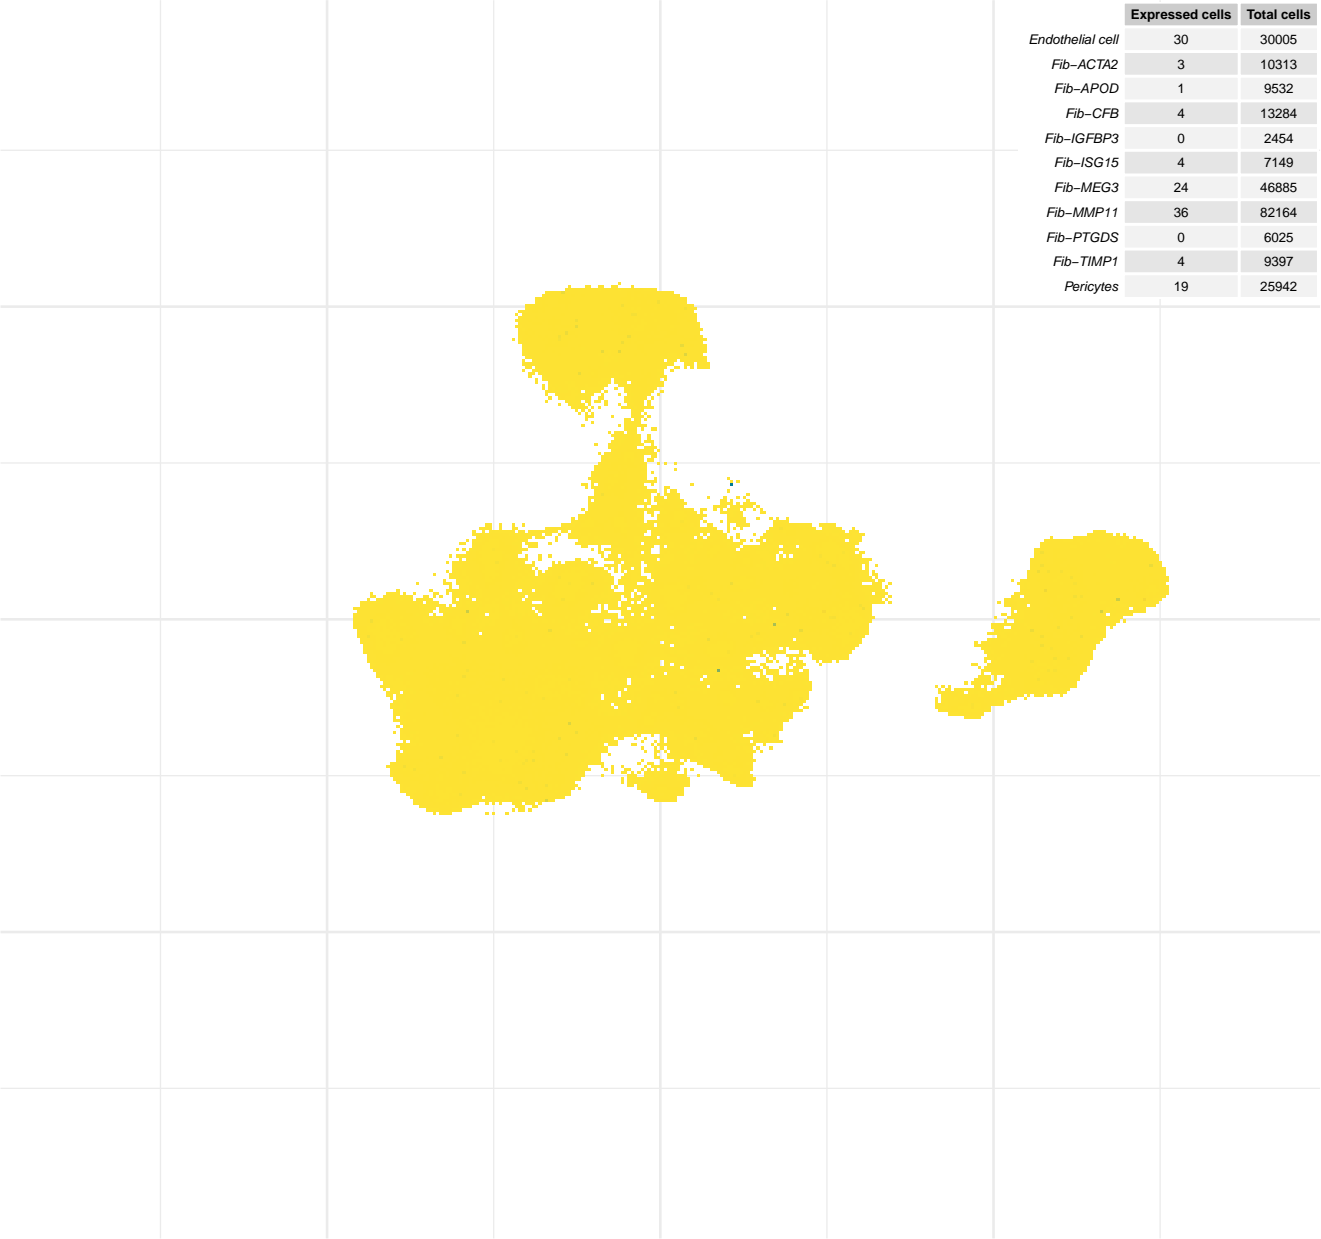 Expressed cells Total cells
Endothelial cell 30 30005
Fib−ACTA2 3 10313
Fib−APOD 1 9532
Fib−CFB 4 13284
Fib−IGFBP3 0 2454
Fib−ISG15 4 7149
Fib−MEG3 24 46885
Fib−MMP11 36 82164
Fib−PTGDS 0 6025
Fib−TIMP1 4 9397
Pericytes 19 25942